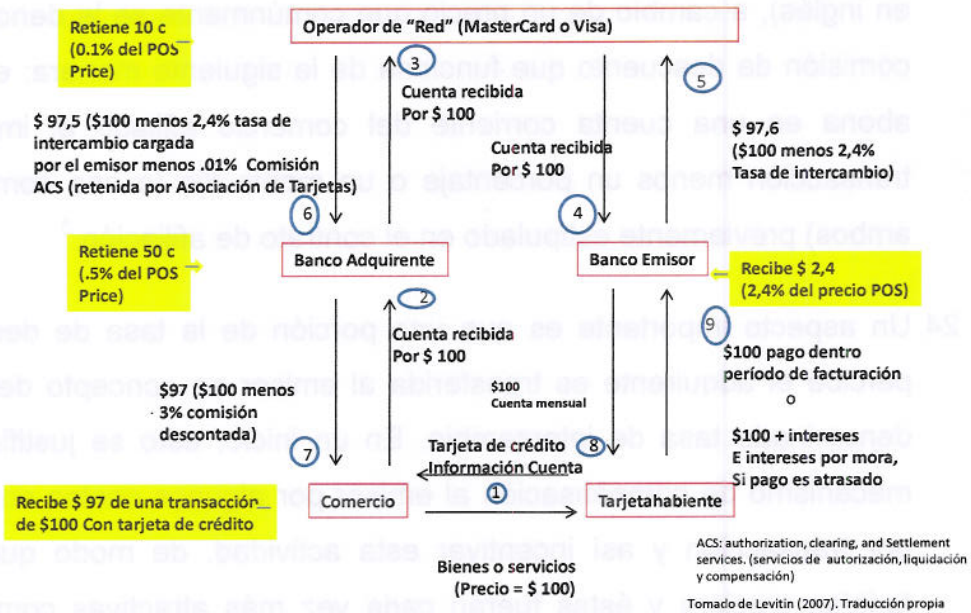 Retiene 10 c
(0.1% del POS
Price)
Operador de "Red" (MasterCard o Visa)
3
5
Cuenta recibida
Por $ 100
$ 97,5 ($100 menos 2,4% tasa de
intercambio cargada
por el emisor menos .01% Comisión
ACS (retenida por Asociación de Tarjetas)
Cuenta recibida
Por $ 100
$ 97,6
($100 menos 2,4%
Tasa de intercambio)
6
4
Retiene 50 c
(.5% del POS
Price)
Banco Adquirente
Banco Emisor
Recibe $ 2,4
(2,4% del precio POS)
2
9
Cuenta recibida
Por $ 100
$100 pago dentro
período de facturación
o
$100 + intereses
E intereses por mora,
Si pago es atrasado
$97 ($100 menos
3% comisión
descontada)
$100
Cuenta mensual
7
Tarjeta de crédito
8
Información Cuenta
1
Recibe $ 97 de una transacción
de $100 Con tarjeta de crédito
Comercio
Tarjetahabiente
Bienes o servicios
(Precio = $ 100)
ACS: authorization, clearing, and Settlement
services. (servicios de autorización, liquidación
y compensación)
Tomado de Levitin (2007). Traducción propia